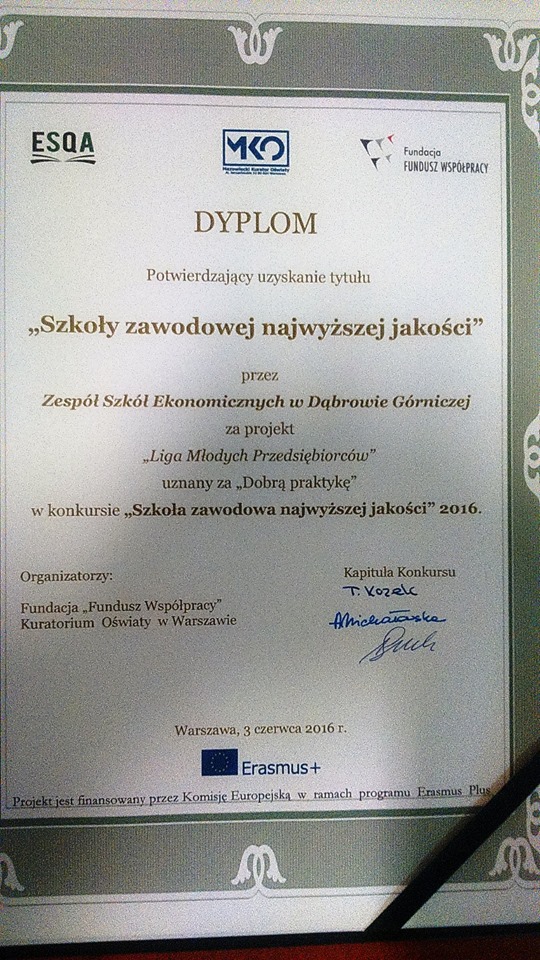 ESQA
MKO
Mazowiecki Kurator Oświaty
Fundacja
FUNDUSZ WSPÓŁPRACY
DYPLOM
Potwierdzający uzyskanie tytułu
„Szkoły zawodowej najwyższej jakości”
przez
Zespół Szkół Ekonomicznych w Dąbrowie Górniczej
za projekt
„Liga Młodych Przedsiębiorców”
uznany za „Dobrą praktykę”
w konkursie „Szkoła zawodowa najwyższej jakości” 2016.
Organizatorzy:
Fundacja „Fundusz Współpracy”
Kuratorium Oświaty w Warszawie
Kapituła Konkursu
T. Kozek
Warszawa, 3 czerwca 2016 r.
Erasmus+
Projekt jest finansowany przez Komisję Europejską w ramach programu Erasmus Plus